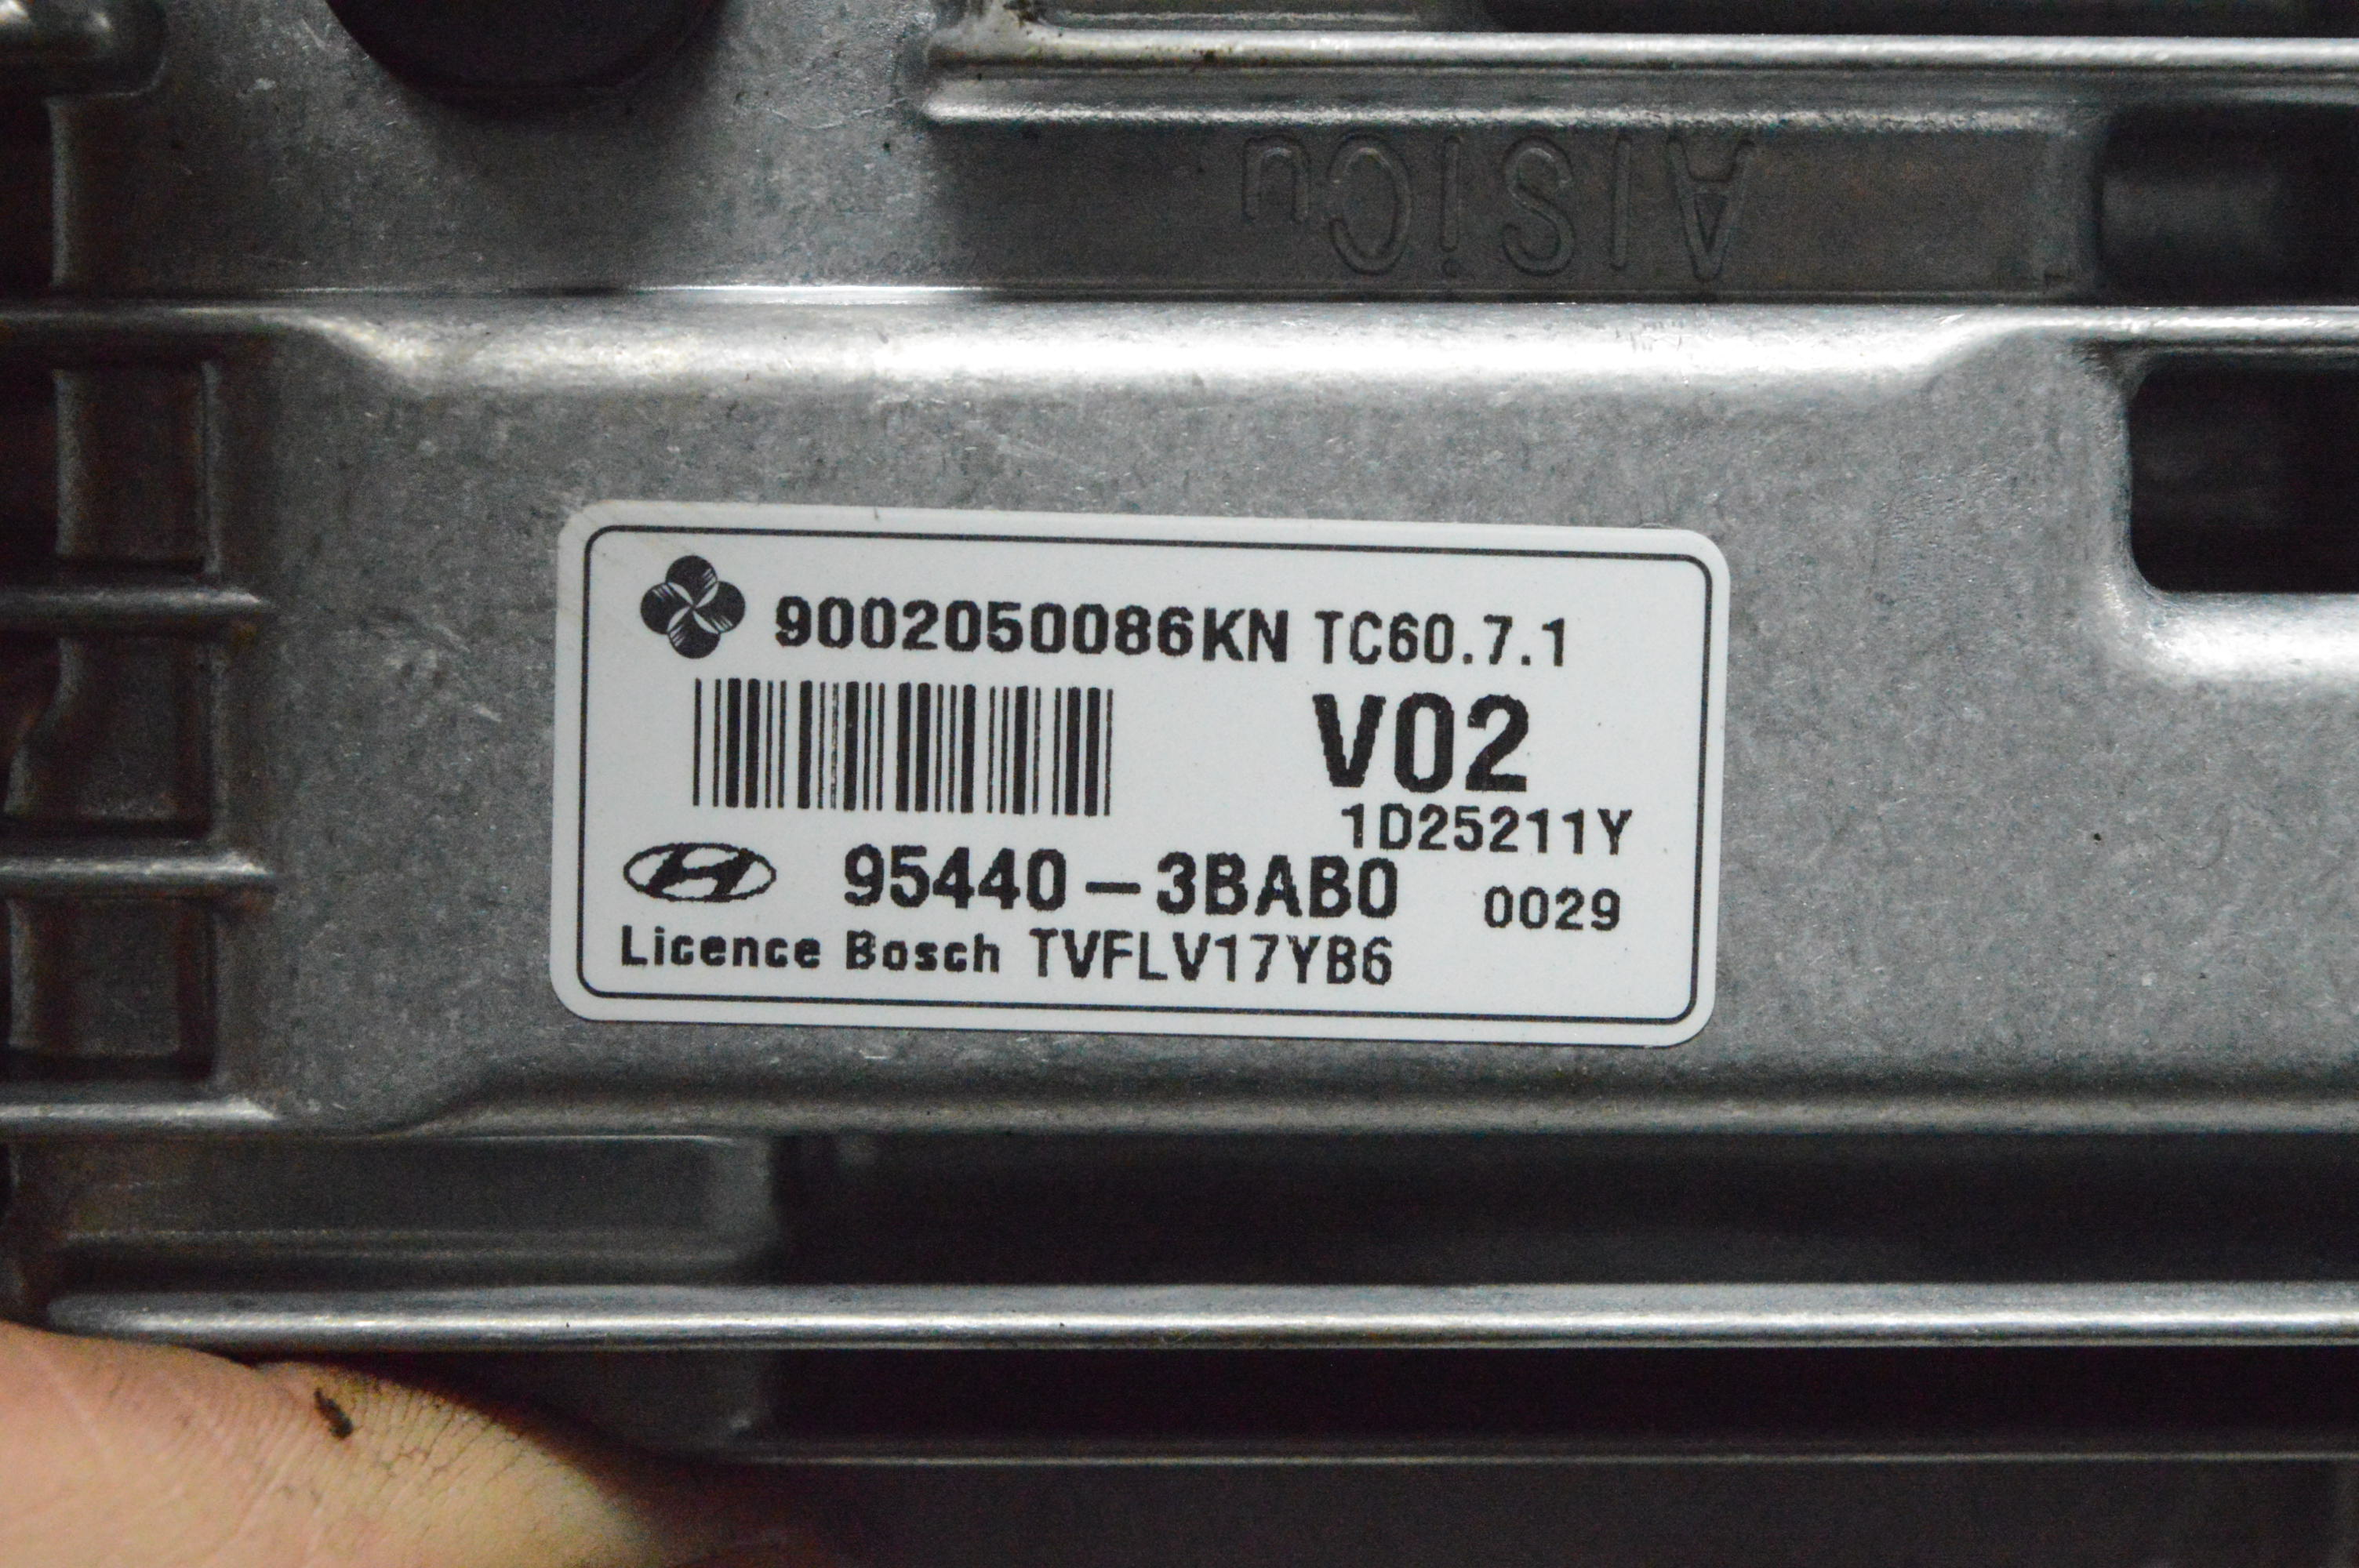 AlSiCu
9002050086KN TC60.7.1
V02
1D25211Y
95440-3BAB0 0029
Licence Bosch TVFLV17YB6